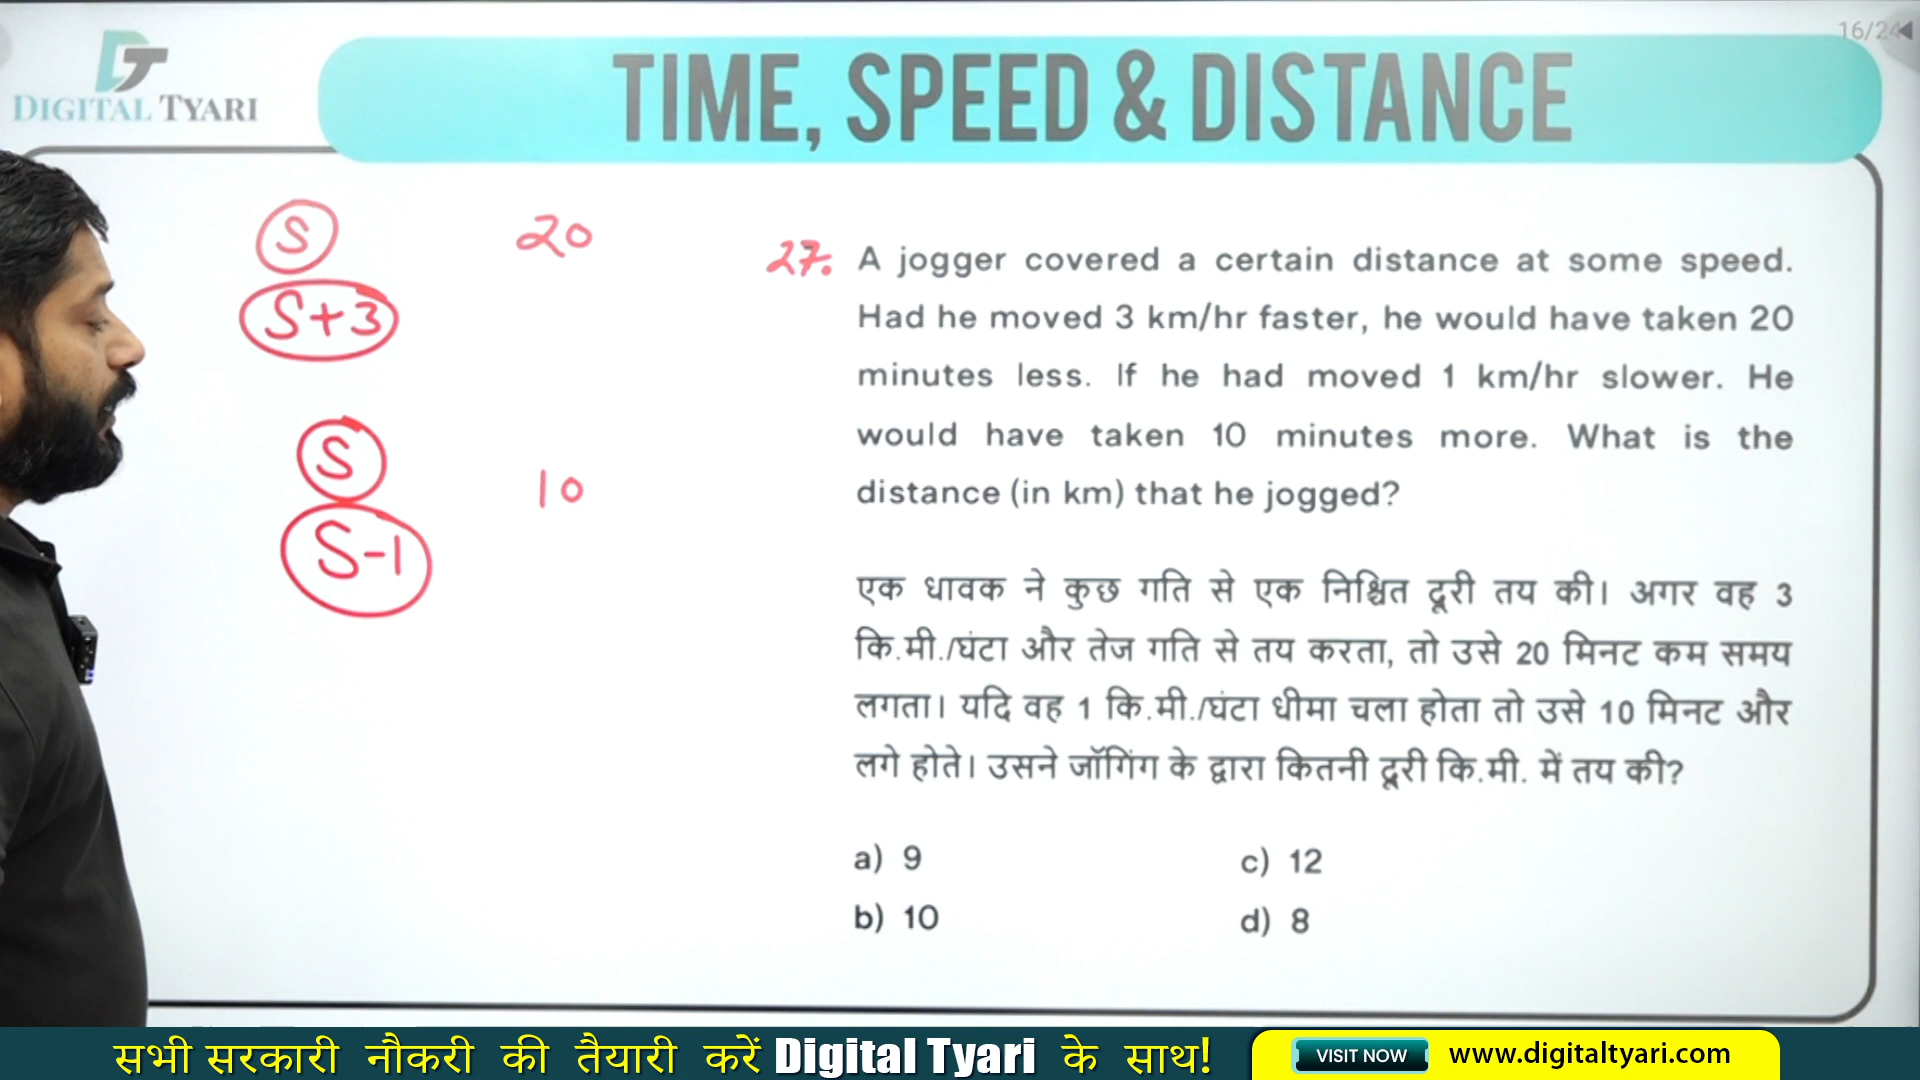 16/24
DIGITAL TYARI
TIME, SPEED & DISTANCE
S 20
S+3
S 10
S-1
27. A jogger covered a certain distance at some speed.
Had he moved 3 km/hr faster, he would have taken 20
minutes less. If he had moved 1 km/hr slower. He
would have taken 10 minutes more. What is the
distance (in km) that he jogged?
एक धावक ने कुछ गति से एक निश्चित दूरी तय की। अगर वह 3
कि.मी./घंटा और तेज गति से तय करता, तो उसे 20 मिनट कम समय
लगता। यदि वह 1 कि.मी./घंटा धीमा चला होता तो उसे 10 मिनट और
लगे होते। उसने जॉगिंग के द्वारा कितनी दूरी कि.मी. में तय की?
a) 9 c) 12
b) 10 d) 8
सभी सरकारी नौकरी की तैयारी करें Digital Tyari के साथ! VISIT NOW www.digitaltyari.com